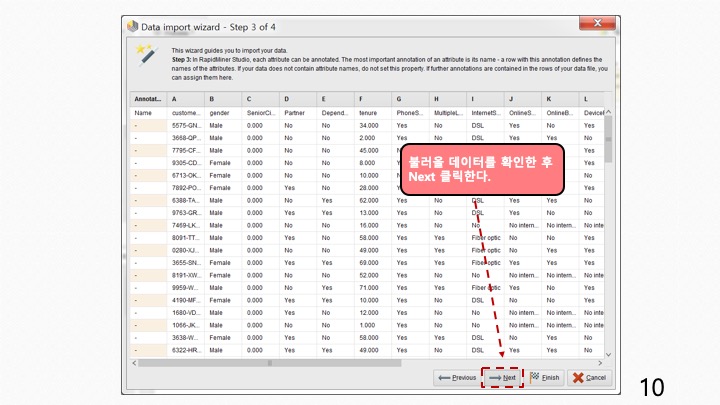 Data import wizard - Step 3 of 4
This wizard guides you to import your data.
Step 3: In RapidMiner Studio, each attribute can be annotated. The most important annotation of an attribute is its name - a row with this annotation defines the
names of the attributes. If your data does not contain attribute names, do not set this property. If further annotations are contained in the rows of your data file, you
can assign them here.
Annotat... A B C D E F G H I J K L
Name custome... gender SeniorCi... Partner Depend... tenure PhoneS... MultipleL... InternetS... OnlineS... OnlineB... Devicel
- 5575-GN... Male 0.000 No No 34.000 Yes No DSL Yes No Yes
- 3668-QP... Male 0.000 No No 2.000 Yes No DSL Yes Yes No
- 7795-CF... Male 0.000 No No 45.000 No Yes
- 9305-CD... Female 0.000 No No 8.000 Yes
- 6713-OK... Female 0.000 No No 10.000 No
- 7892-PO... Female 0.000 Yes No 28.000 Yes
- 6388-TA... Male 0.000 No Yes 62.000 Yes No DSL Yes Yes No
- 9763-GR... Male 0.000 Yes Yes 13.000 Yes No DSL Yes No No
- 7469-LK... Male 0.000 No No 16.000 Yes No No No intern... No intern... No inte
- 8091-TT... Male 0.000 Yes No 58.000 Yes Yes Fiber optic No No Yes
- 0280-XJ... Male 0.000 No No 49.000 Yes Yes Fiber optic No Yes Yes
- 3655-SN... Female 0.000 Yes Yes 69.000 Yes Yes Fiber optic Yes Yes Yes
- 8191-XW... Female 0.000 No No 52.000 Yes No No No intern... No intern... No inte
- 9959-W... Male 0.000 No Yes 71.000 Yes Yes Fiber optic Yes No Yes
- 4190-MF... Female 0.000 Yes Yes 10.000 Yes No DSL No No Yes
- 1680-VD... Male 0.000 Yes No 12.000 Yes No No No intern... No intern... No inte
- 1066-JK... Male 0.000 No No 1.000 Yes No No No intern... No intern... No inte
- 3638-W... Female 0.000 Yes No 58.000 Yes Yes DSL No Yes No
- 6322-HR... Male 0.000 Yes Yes 49.000 Yes No DSL Yes Yes No
불러올 데이터를 확인한 후
Next 클릭한다.
Previous Next Finish Cancel
10